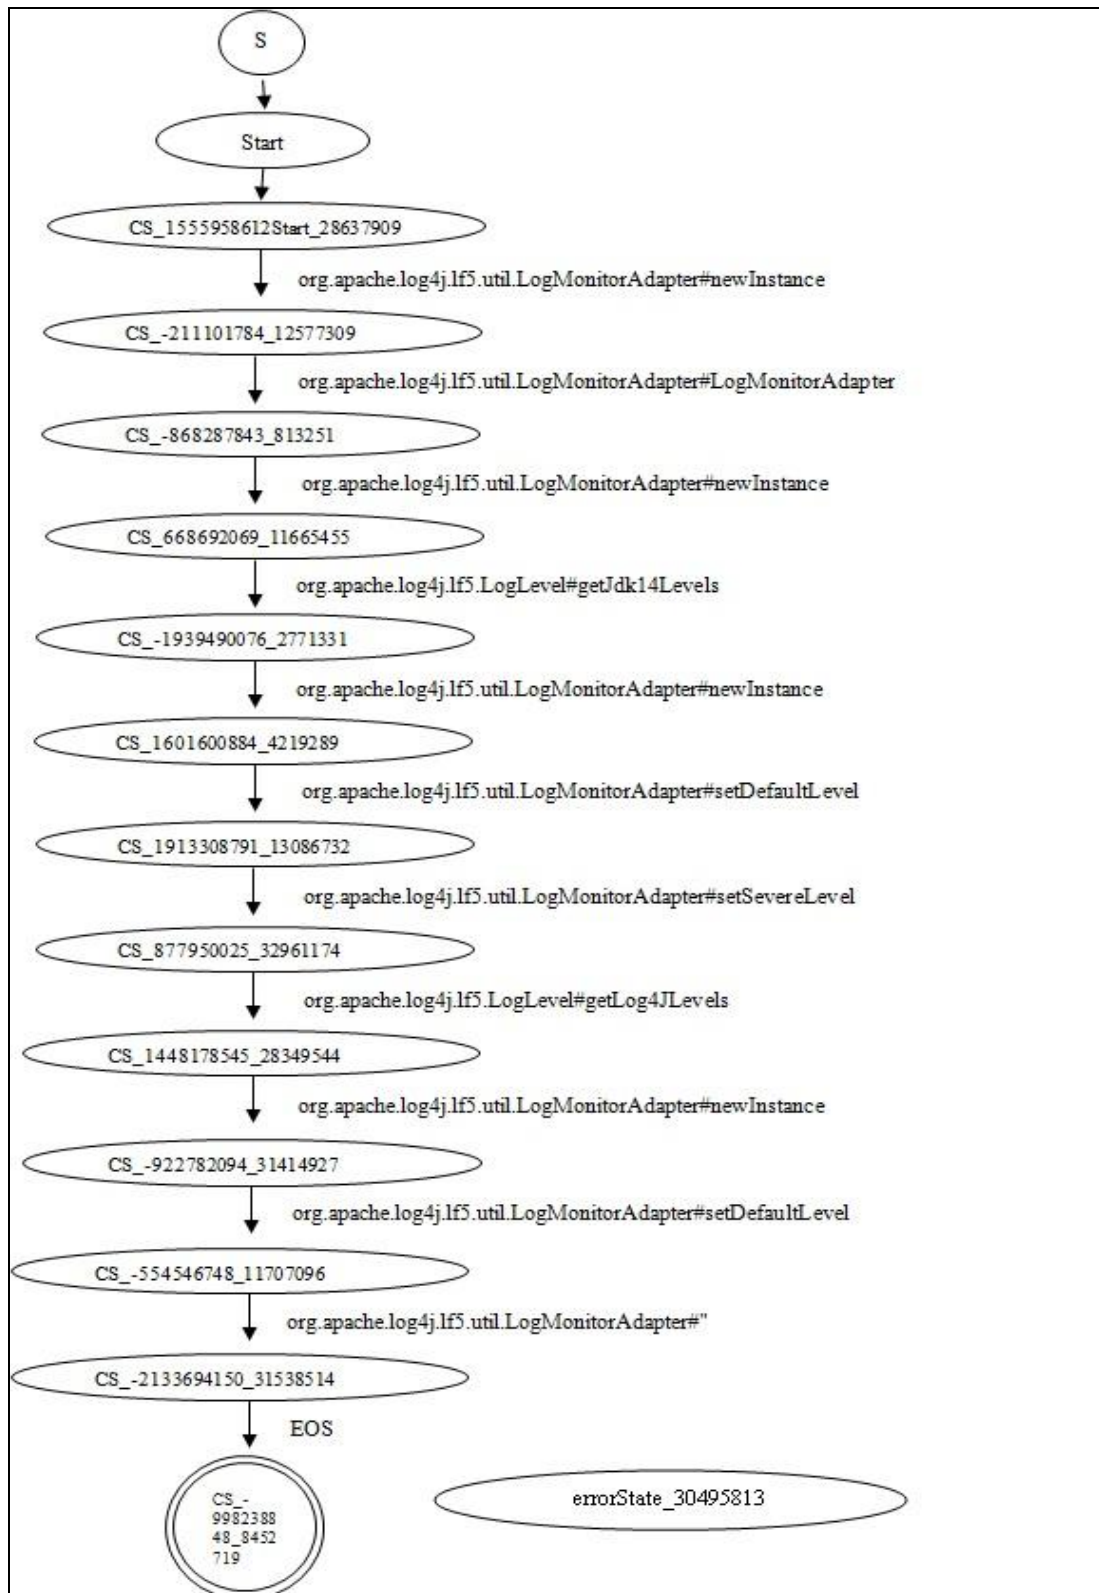 S
Start
CS_1555958612Start_28637909
org.apache.log4j.lf5.util.LogMonitorAdapter#newInstance
CS_-211101784_12577309
org.apache.log4j.lf5.util.LogMonitorAdapter#LogMonitorAdapter
CS_-868287843_813251
org.apache.log4j.lf5.util.LogMonitorAdapter#newInstance
CS_668692069_11665455
org.apache.log4j.lf5.LogLevel#getJdk14Levels
CS_-1939490076_2771331
org.apache.log4j.lf5.util.LogMonitorAdapter#newInstance
CS_1601600884_4219289
org.apache.log4j.lf5.util.LogMonitorAdapter#setDefaultLevel
CS_1913308791_13086732
org.apache.log4j.lf5.util.LogMonitorAdapter#setSevereLevel
CS_877950025_32961174
org.apache.log4j.lf5.LogLevel#getLog4JLevels
CS_1448178545_28349544
org.apache.log4j.lf5.util.LogMonitorAdapter#newInstance
CS_-922782094_31414927
org.apache.log4j.lf5.util.LogMonitorAdapter#setDefaultLevel
CS_-554546748_11707096
org.apache.log4j.lf5.util.LogMonitorAdapter#"
CS_-2133694150_31538514
EOS
CS_-
9982388
48_8452
719
errorState_30495813